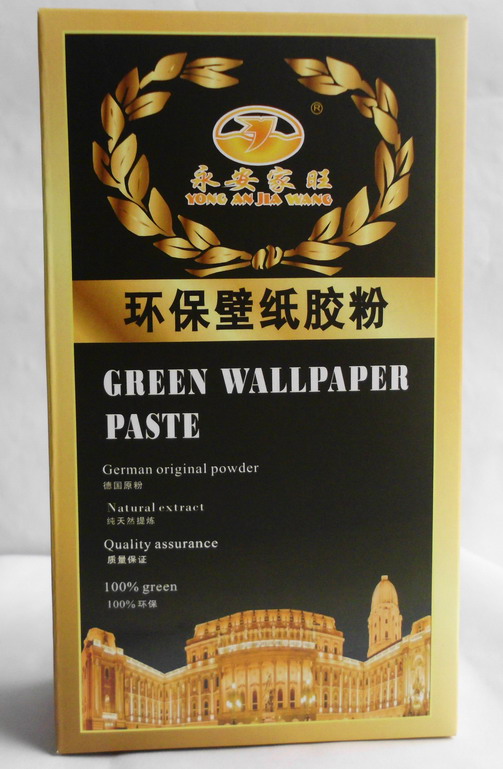 ®
永安家旺
YONG AN JIA WANG
环保壁纸胶粉
GREEN WALLPAPER
PASTE
German original powder
德国原粉
Natural extract
纯天然提炼
Quality assurance
质量保证
100% green
100%环保